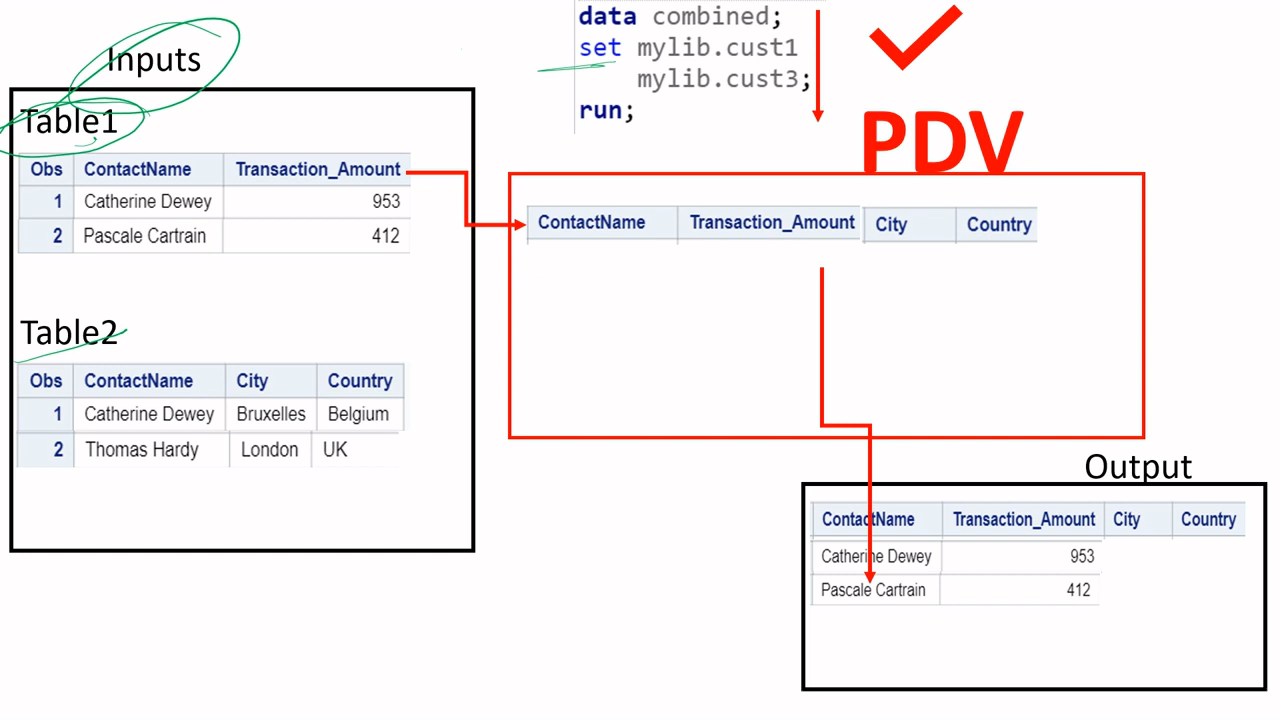 data combined;
set mylib.cust1
mylib.cust3;
run;
Inputs
Table1
Obs ContactName Transaction_Amount
1 Catherine Dewey 953
2 Pascale Cartrain 412
Table2
Obs ContactName City Country
1 Catherine Dewey Bruxelles Belgium
2 Thomas Hardy London UK
PDV
ContactName Transaction_Amount City Country
Output
ContactName Transaction_Amount City Country
Catherine Dewey 953
Pascale Cartrain 412